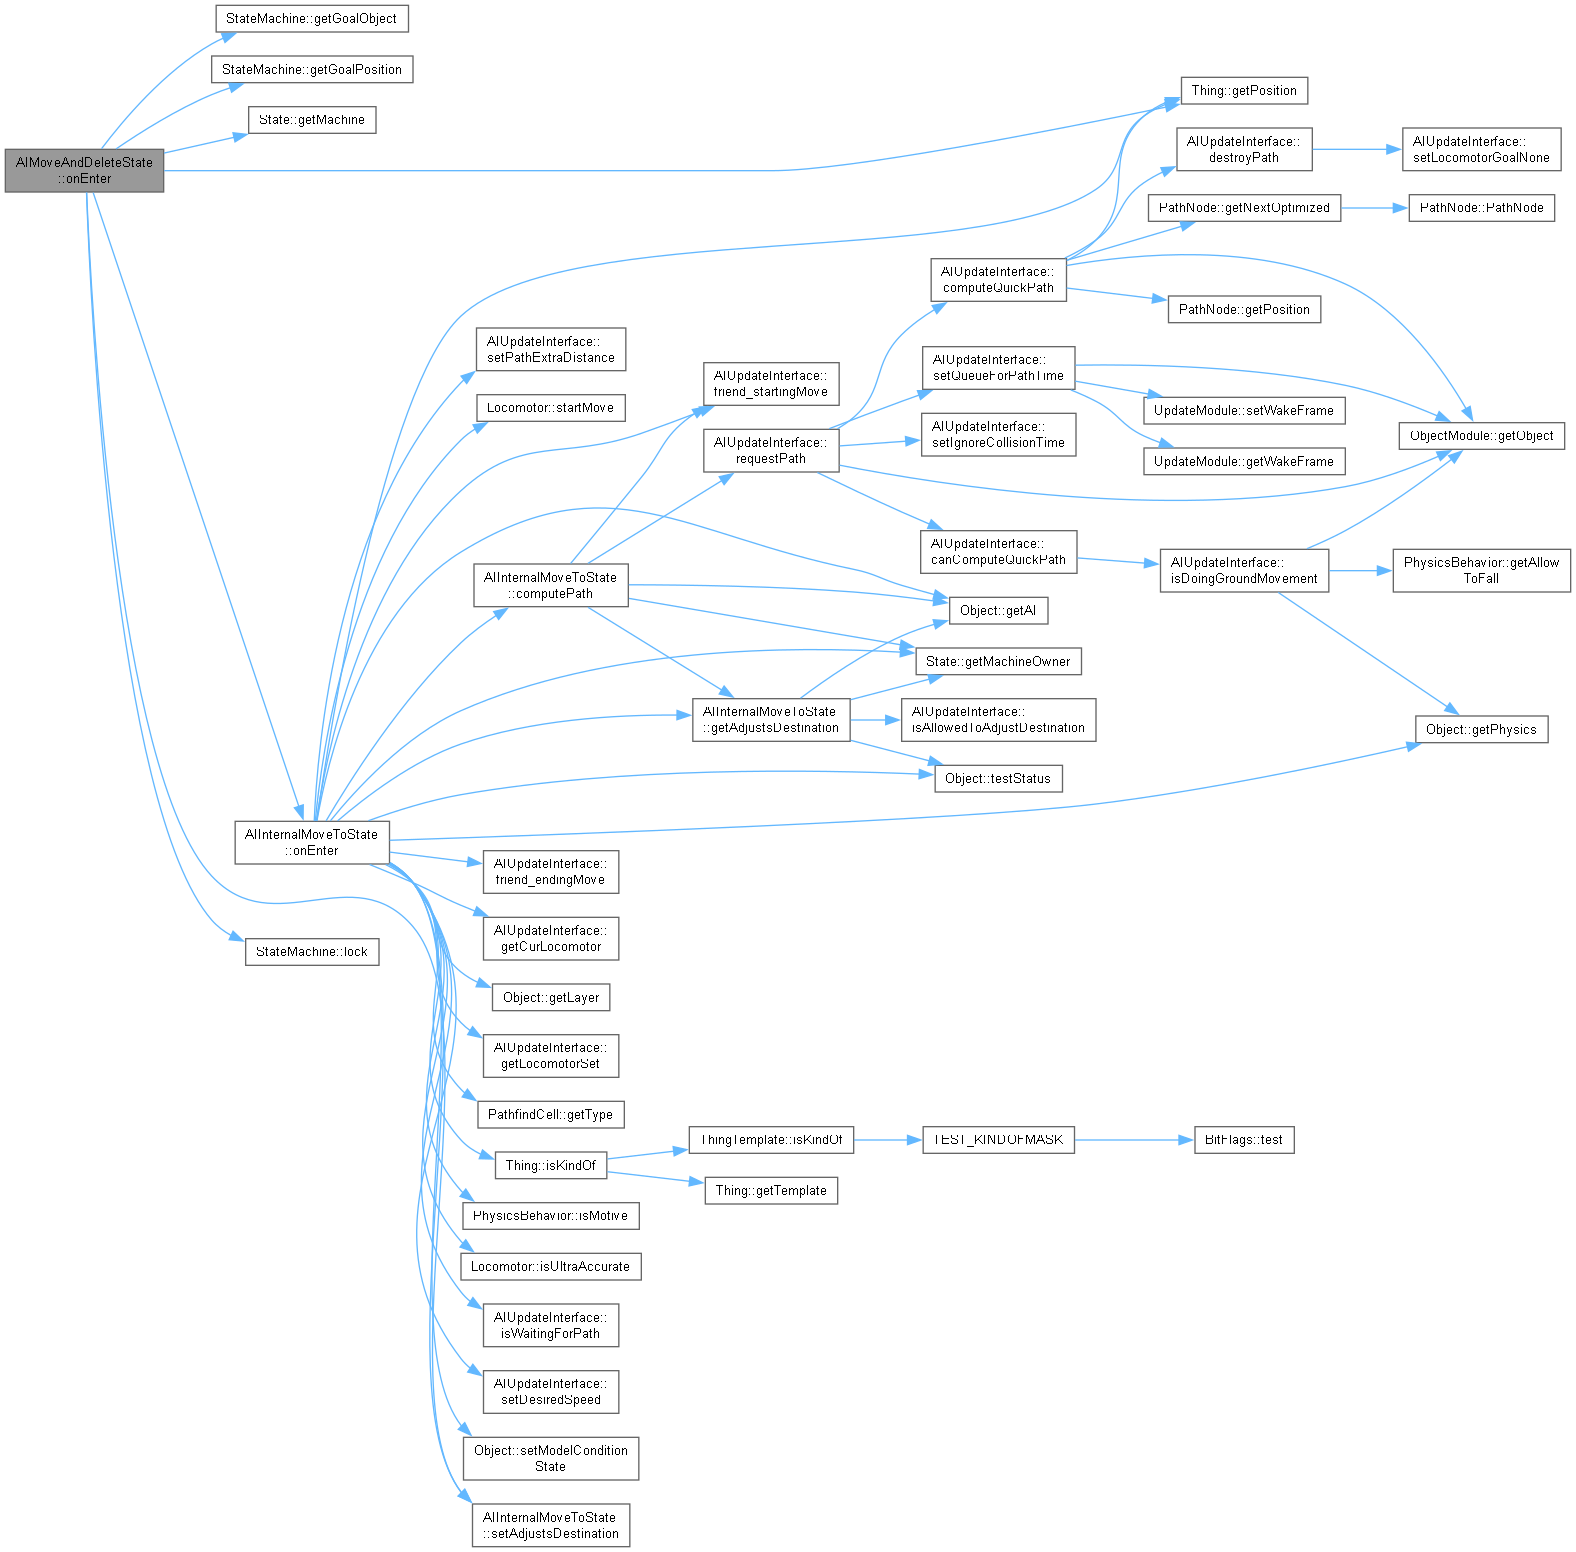 StateMachine::getGoalObject
StateMachine::getGoalPosition
State::getMachine
AIMoveAndDeleteState
::onEnter
Thing::getPosition
AIUpdateInterface::
destroyPath
AIUpdateInterface::
setLocomotorGoalNone
PathNode::getNextOptimized
PathNode::PathNode
AIUpdateInterface::
computeQuickPath
PathNode::getPosition
AIUpdateInterface::
setPathExtraDistance
AIUpdateInterface::
setQueueForPathTime
AIUpdateInterface::
friend_startingMove
Locomotor::startMove
UpdateModule::setWakeFrame
AIUpdateInterface::
setIgnoreCollisionTime
ObjectModule::getObject
AIUpdateInterface::
requestPath
UpdateModule::getWakeFrame
AIUpdateInterface::
canComputeQuickPath
AIUpdateInterface::
isDoingGroundMovement
PhysicsBehavior::getAllow
ToFall
AIInternalMoveToState
::computePath
Object::getAI
State::getMachineOwner
AIInternalMoveToState
::getAdjustsDestination
AIUpdateInterface::
isAllowedToAdjustDestination
Object::getPhysics
Object::testStatus
AIInternalMoveToState
::onEnter
AIUpdateInterface::
friend_endingMove
AIUpdateInterface::
getCurLocomotor
StateMachine::lock
Object::getLayer
AIUpdateInterface::
getLocomotorSet
PathfindCell::getType
Thing::isKindOf
ThingTemplate::isKindOf
TEST_KINDOFMASK
BitFlags::test
Thing::getTemplate
PhysicsBehavior::isMotive
Locomotor::isUltraAccurate
AIUpdateInterface::
isWaitingForPath
AIUpdateInterface::
setDesiredSpeed
Object::setModelCondition
State
AIInternalMoveToState
::setAdjustsDestination